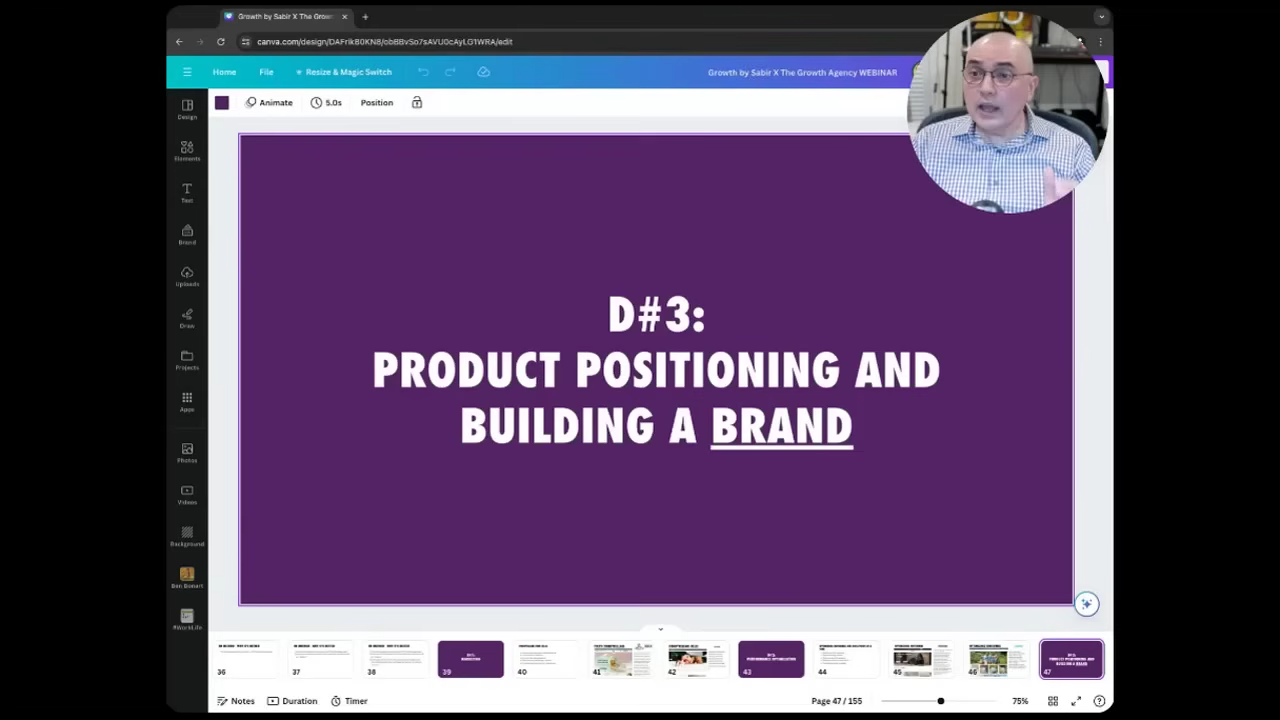 Growth by Sabir X The Grow
canva.com/design/DAFrikB0KN8/obBBvSo7sAVU0cAyLG1WRA/edit
Home
File
Resize & Magic Switch
Growth by Sabir X The Growth Agency WEBINAR
Animate
5.0s
Position
Design
Elements
Text
Brand
Uploads
Draw
Projects
Apps
Photos
Videos
Background
D#3:
PRODUCT POSITIONING AND
BUILDING A BRAND
36
37
38
39
40
41
42
43
44
45
46
47
Notes
Duration
Timer
Page 47 / 155
75%